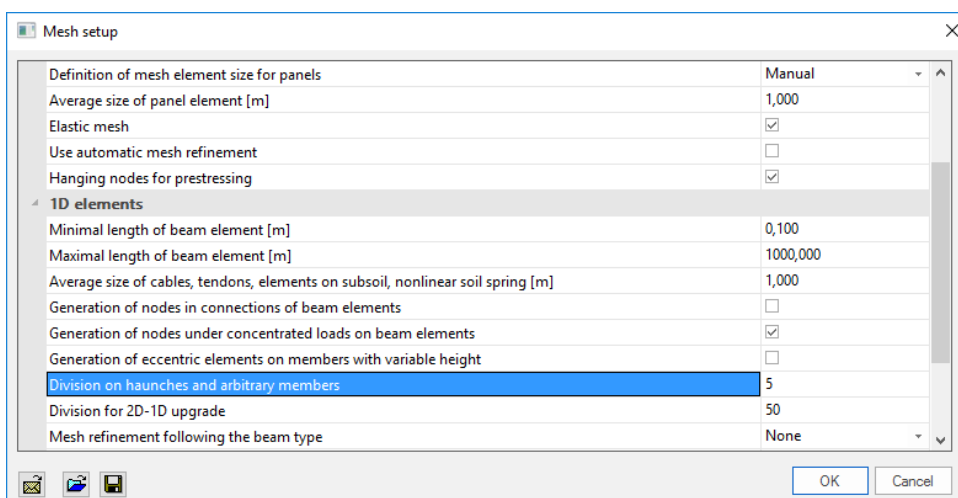 Mesh setup
Definition of mesh element size for panels Manual
Average size of panel element [m] 1,000
Elastic mesh
Use automatic mesh refinement
Hanging nodes for prestressing
1D elements
Minimal length of beam element [m] 0,100
Maximal length of beam element [m] 1000,000
Average size of cables, tendons, elements on subsoil, nonlinear soil spring [m] 1,000
Generation of nodes in connections of beam elements
Generation of nodes under concentrated loads on beam elements
Generation of eccentric elements on members with variable height
Division on haunches and arbitrary members 5
Division for 2D-1D upgrade 50
Mesh refinement following the beam type None
OK Cancel